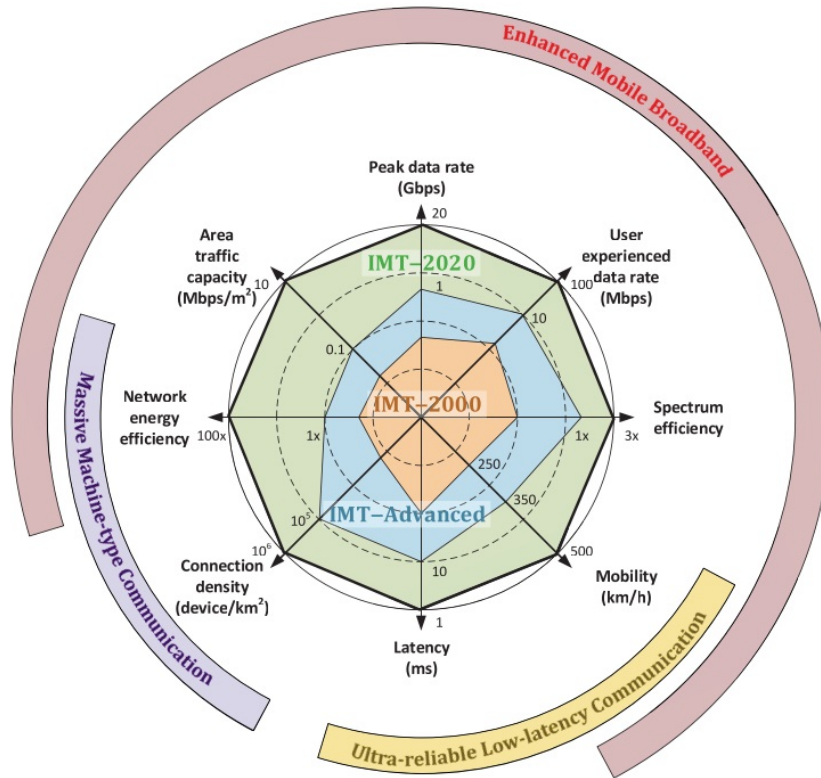 Enhanced Mobile Broadband
Peak data rate
(Gbps)
20
Area
traffic
capacity
(Mbps/m²)
10
IMT–2020
User
experienced
data rate
(Mbps)
100
1
10
0.1
Massive Machine-type Communication
Network
energy
efficiency
100x
1x
IMT–2000
Spectrum
efficiency
1x
3x
250
350
IMT–Advanced
10⁵
10⁶
500
Connection
density
(device/km²)
10
Mobility
(km/h)
1
Latency
(ms)
Ultra-reliable Low-latency Communication